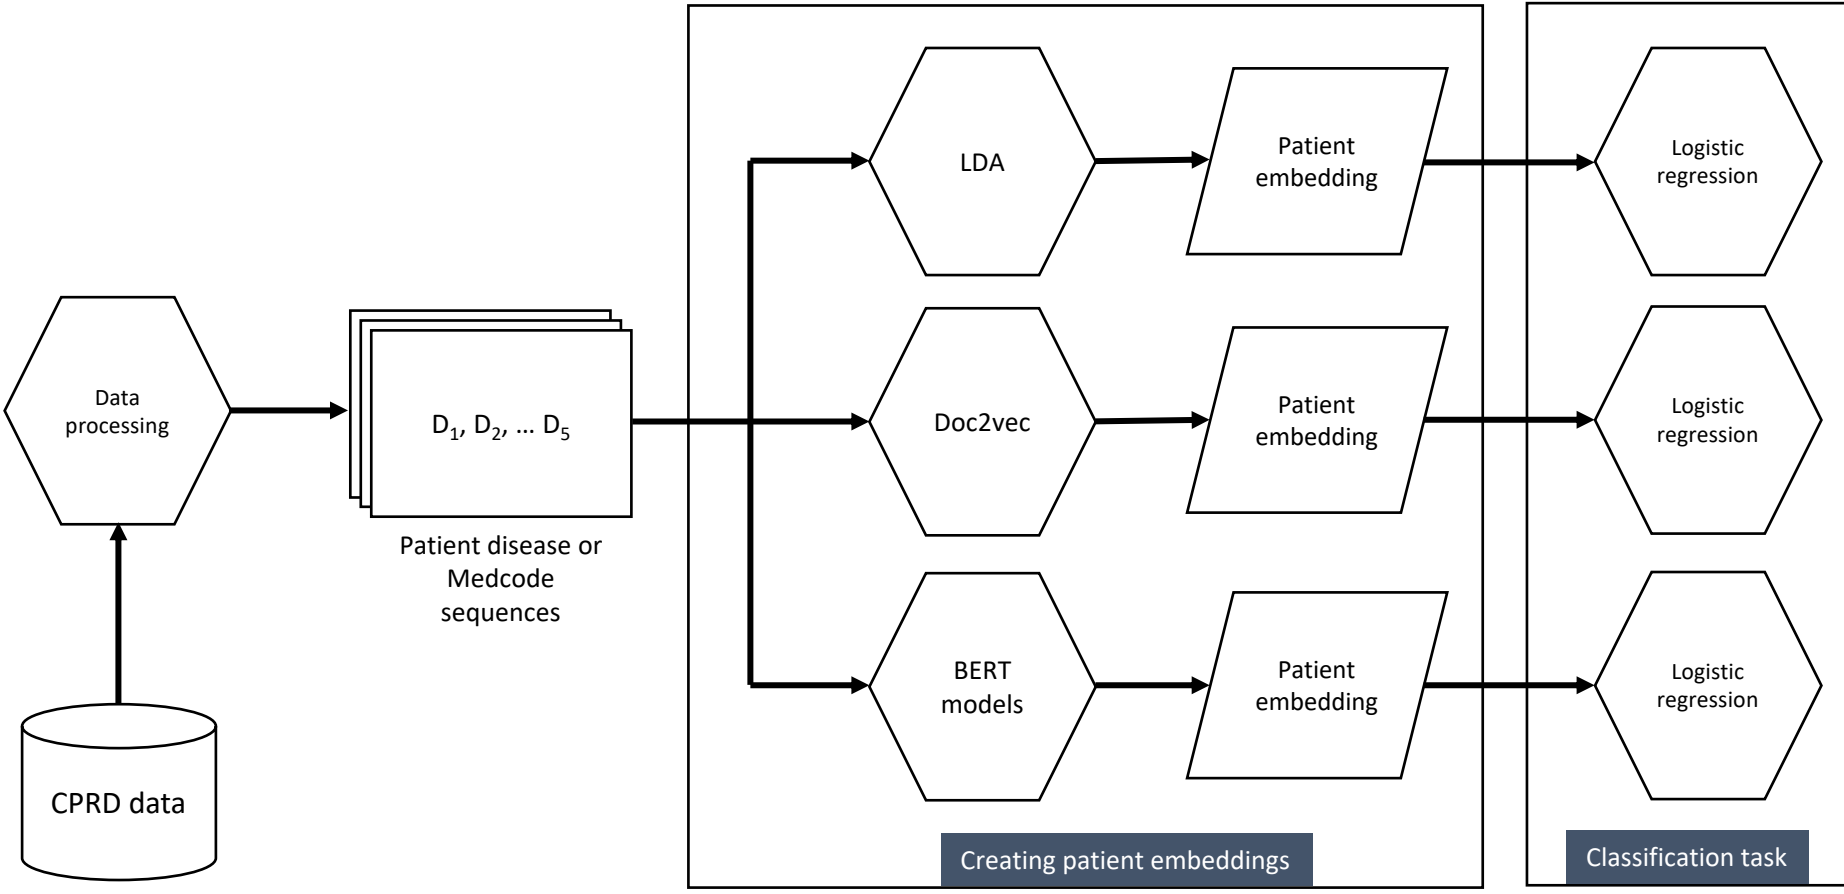 Data
processing
CPRD data
D₁, D₂, ... D₅
Patient disease or
Medcode
sequences
LDA
Patient
embedding
Logistic
regression
Doc2vec
Patient
embedding
Logistic
regression
BERT
models
Patient
embedding
Logistic
regression
Creating patient embeddings
Classification task